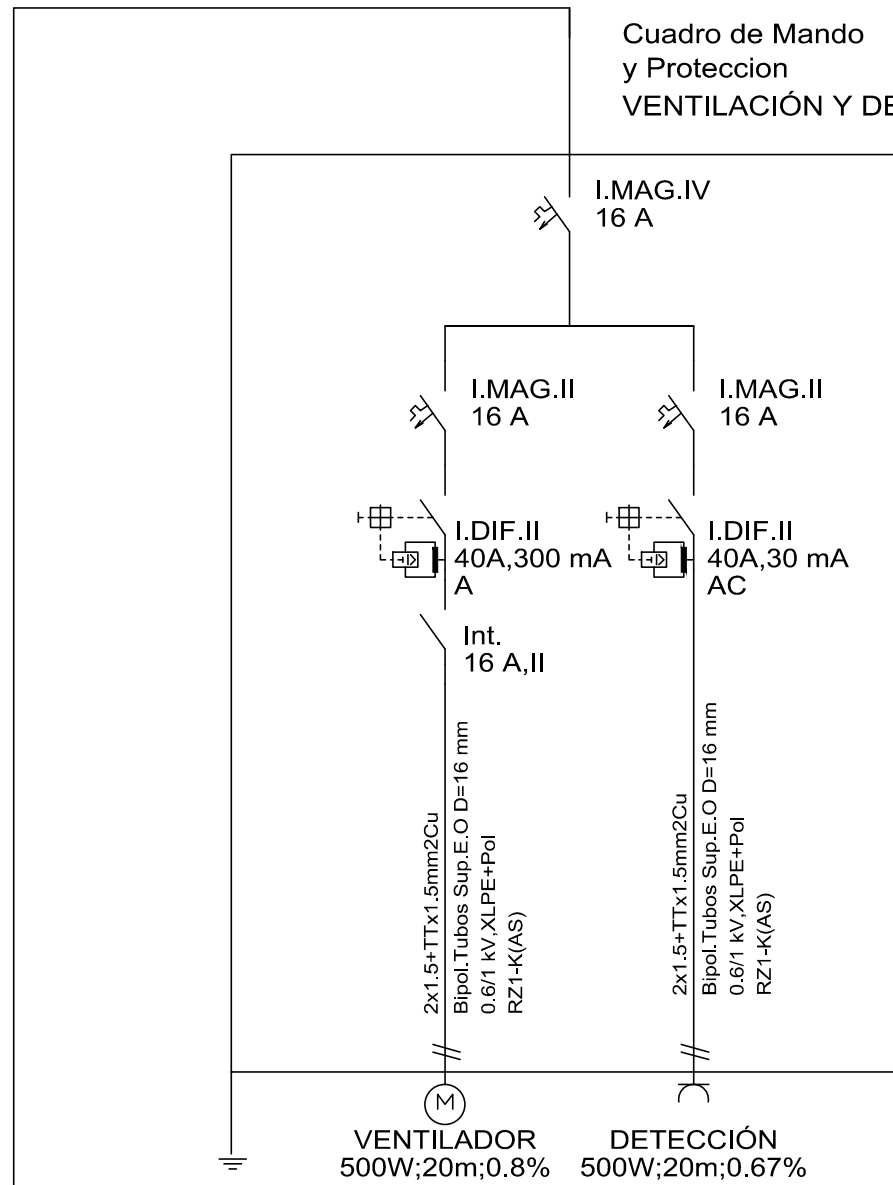 Cuadro de Mando
y Proteccion
VENTILACIÓN Y DE
I.MAG.IV
16 A
I.MAG.II
16 A
I.MAG.II
16 A
I.DIF.II
40A,300 mA
A
I.DIF.II
40A,30 mA
AC
Int.
16 A,II
2x1.5+TTx1.5mm2Cu
Bipol.Tubos Sup.E.O D=16 mm
0.6/1 kV,XLPE+Pol
RZ1-K(AS)
2x1.5+TTx1.5mm2Cu
Bipol.Tubos Sup.E.O D=16 mm
0.6/1 kV,XLPE+Pol
RZ1-K(AS)
M
VENTILADOR
500W;20m;0.8%
DETECCIÓN
500W;20m;0.67%